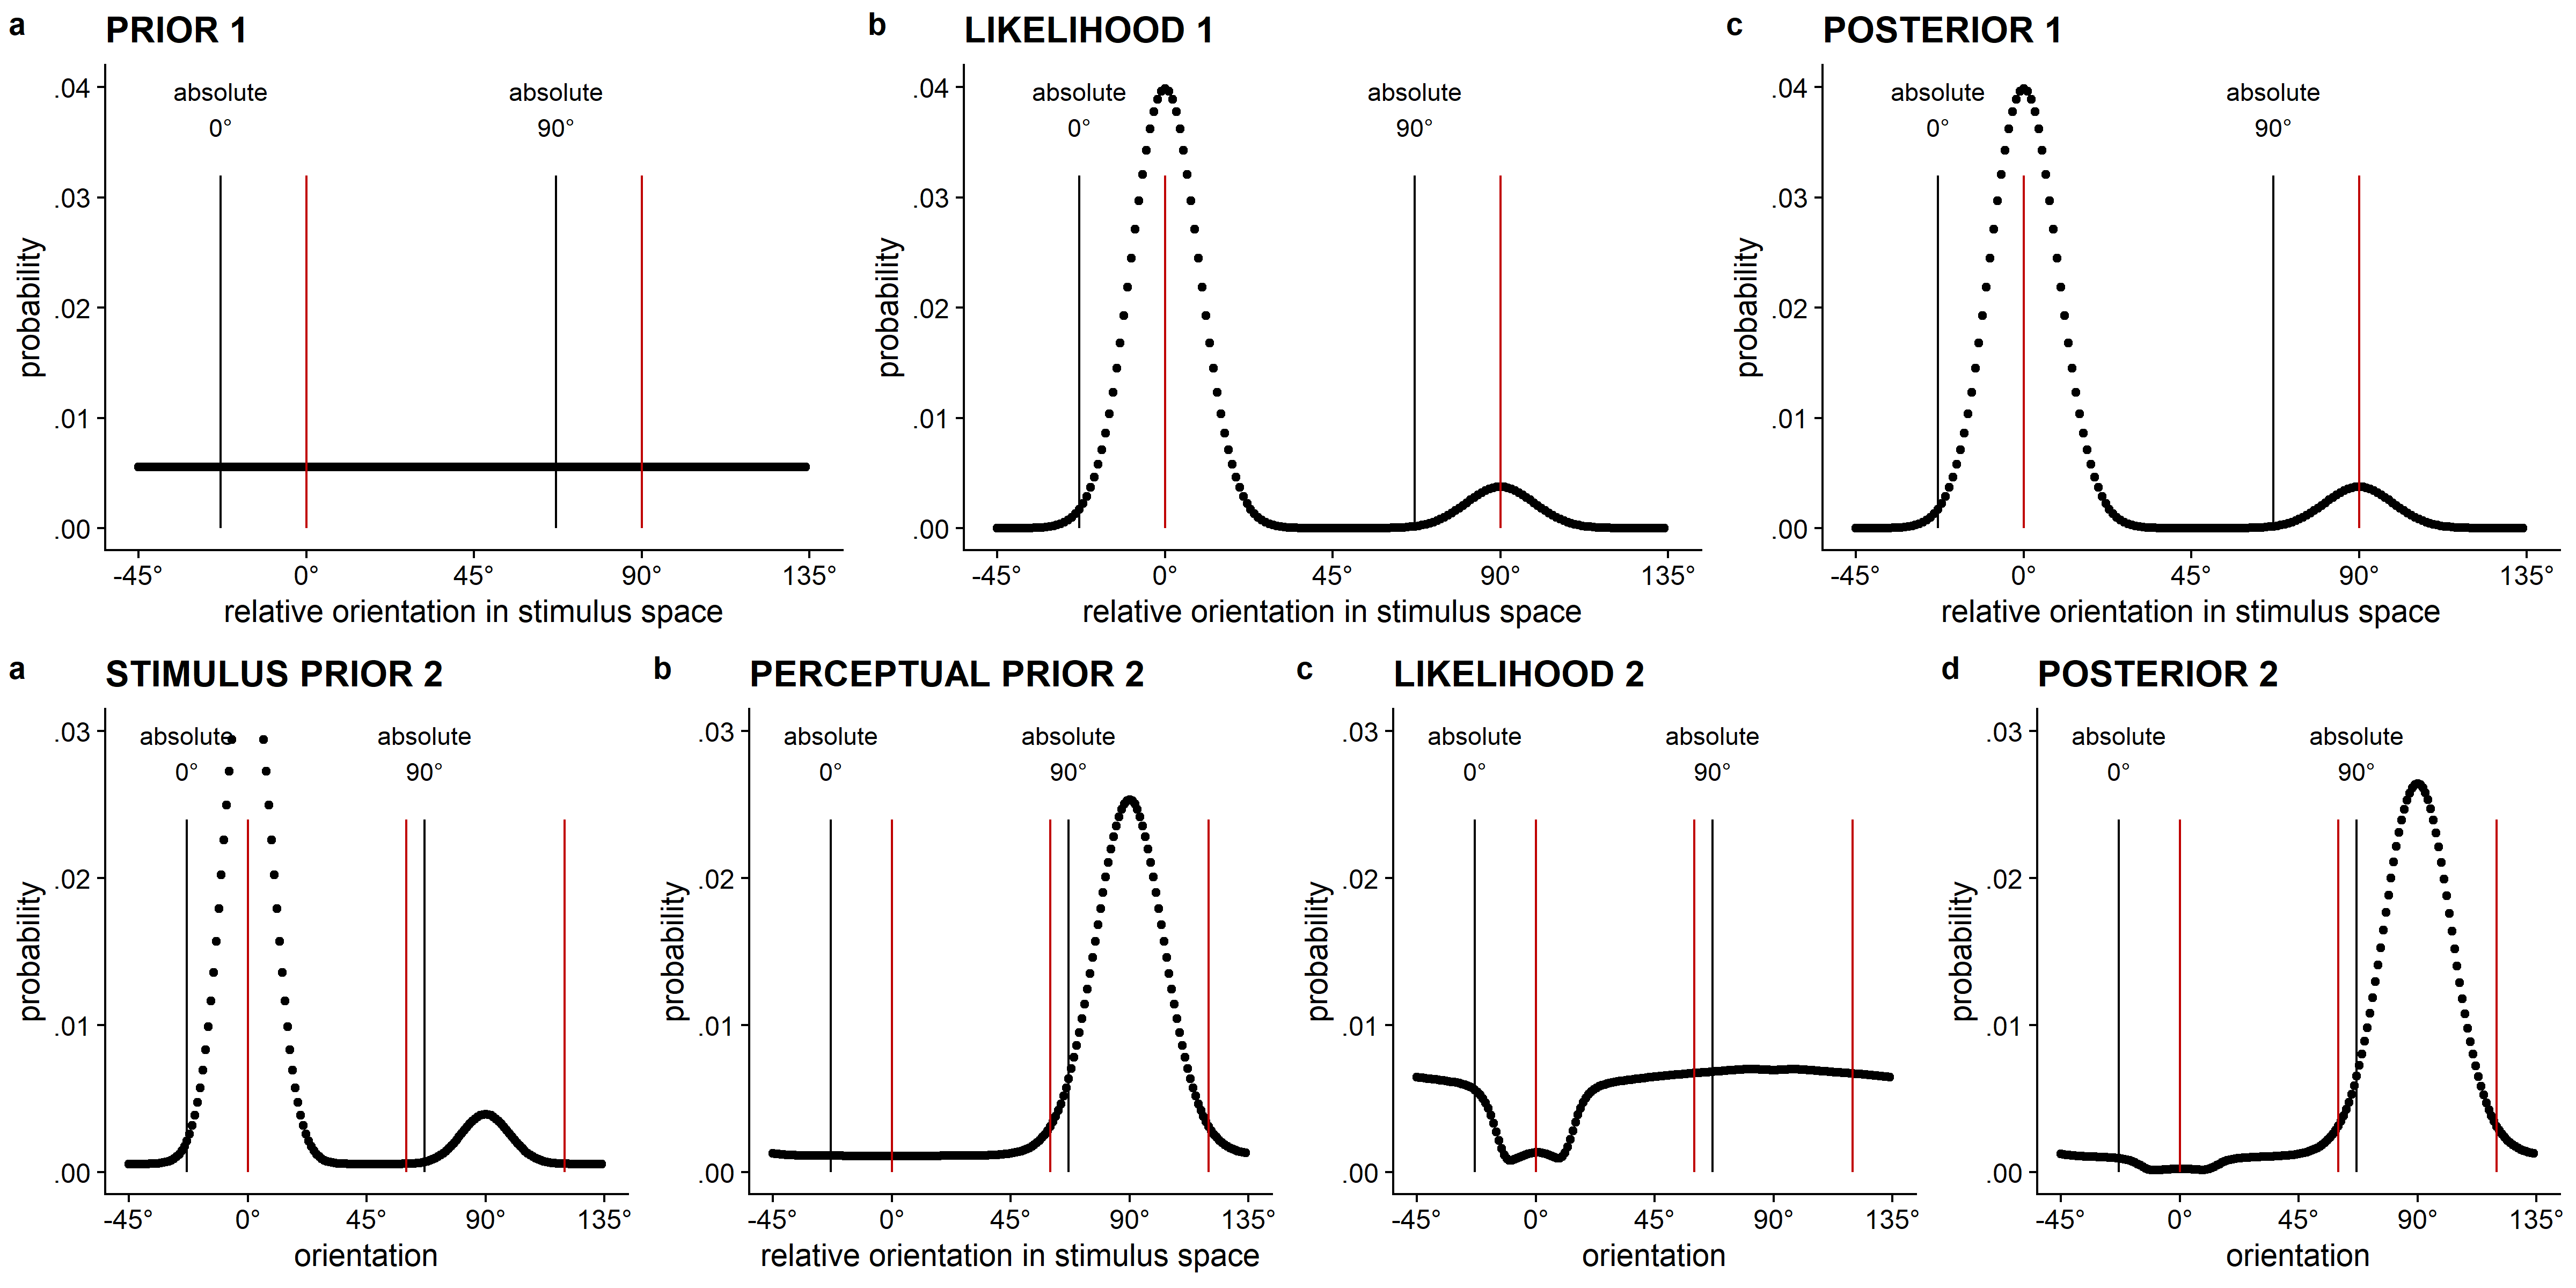 a PRIOR 1
absolute absolute
0° 90°
.04
.03
.02
.01
.00
probability
-45° 0° 45° 90° 135°
relative orientation in stimulus space
b LIKELIHOOD 1
absolute absolute
0° 90°
.04
.03
.02
.01
.00
probability
-45° 0° 45° 90° 135°
relative orientation in stimulus space
c POSTERIOR 1
absolute absolute
0° 90°
.04
.03
.02
.01
.00
probability
-45° 0° 45° 90° 135°
relative orientation in stimulus space
a STIMULUS PRIOR 2
absolute absolute
0° 90°
.03
.02
.01
.00
probability
-45° 0° 45° 90° 135°
orientation
b PERCEPTUAL PRIOR 2
absolute absolute
0° 90°
.03
.02
.01
.00
probability
-45° 0° 45° 90° 135°
relative orientation in stimulus space
c LIKELIHOOD 2
absolute absolute
0° 90°
.03
.02
.01
.00
probability
-45° 0° 45° 90° 135°
orientation
d POSTERIOR 2
absolute absolute
0° 90°
.03
.02
.01
.00
probability
-45° 0° 45° 90° 135°
orientation